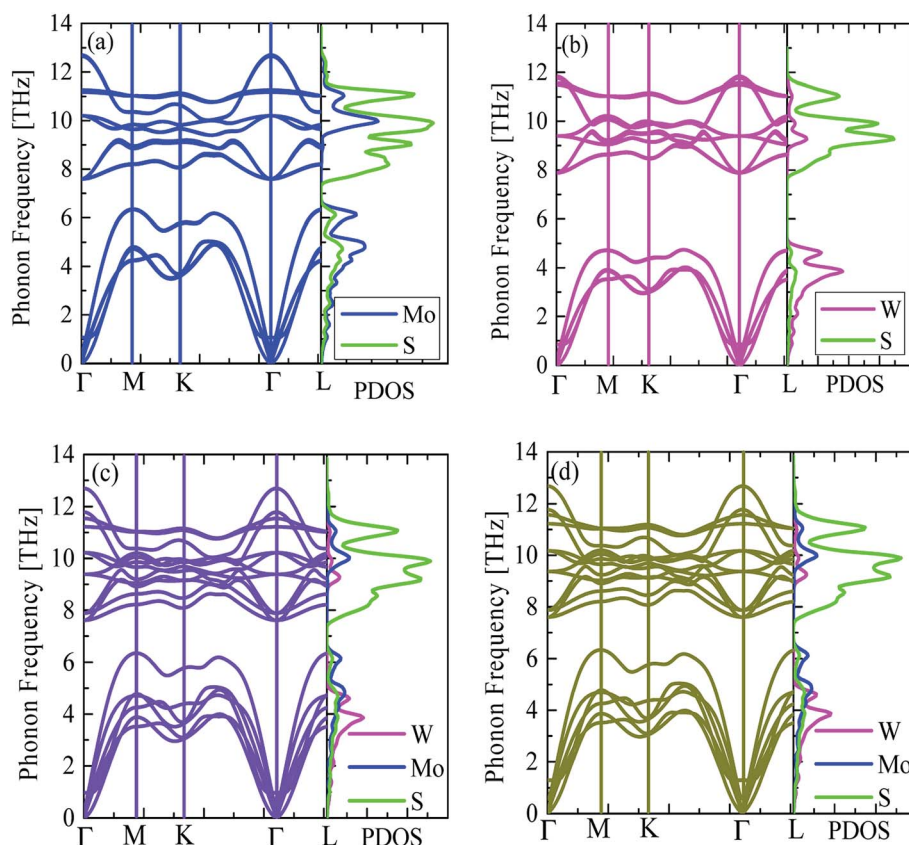 (a)
Phonon Frequency [THz]
14
12
10
8
6
4
2
0
Mo
S
Γ M K Γ L PDOS
(b)
Phonon Frequency [THz]
14
12
10
8
6
4
2
0
W
S
Γ M K Γ L PDOS
(c)
Phonon Frequency [THz]
14
12
10
8
6
4
2
0
W
Mo
S
Γ M K Γ L PDOS
(d)
Phonon Frequency [THz]
14
12
10
8
6
4
2
0
W
Mo
S
Γ M K Γ L PDOS